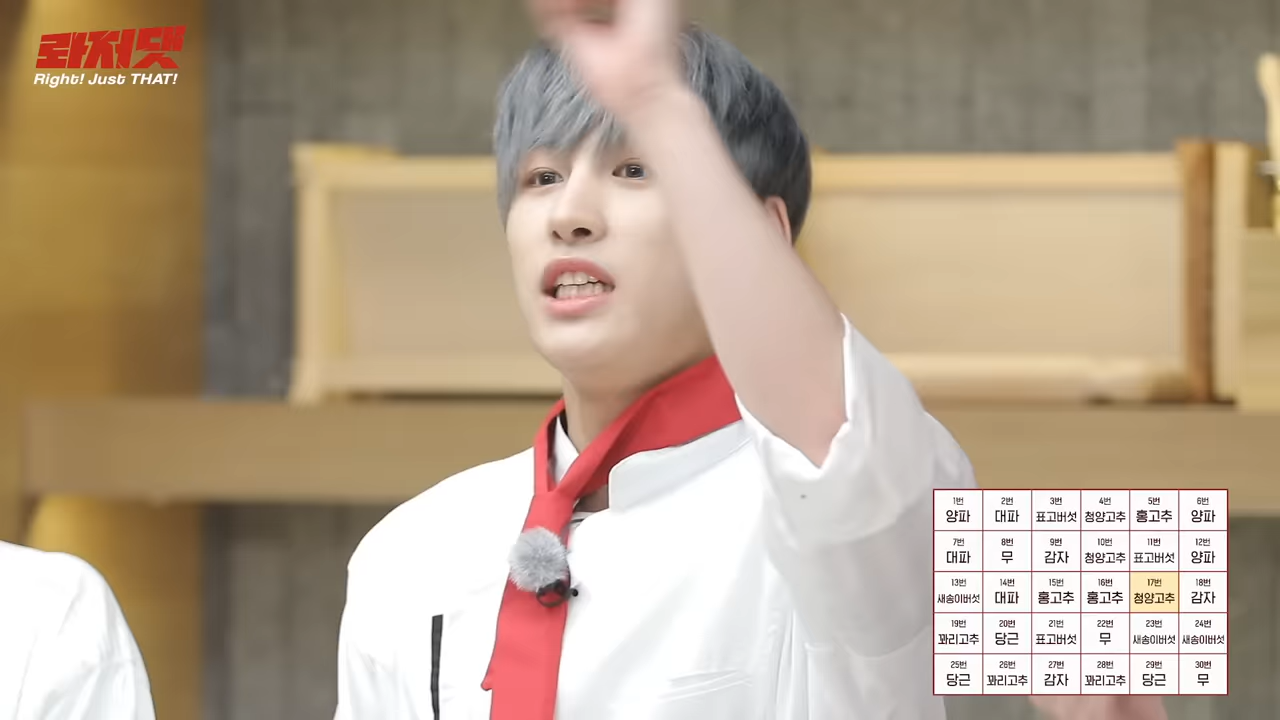 롸저댓
Right! Just THAT!
1번 2번 3번 4번 5번 6번
양파 대파 표고버섯 청양고추 홍고추 양파
7번 8번 9번 10번 11번 12번
대파 무 감자 청양고추 표고버섯 양파
13번 14번 15번 16번 17번 18번
새송이버섯 대파 홍고추 홍고추 청양고추 감자
19번 20번 21번 22번 23번 24번
꽈리고추 당근 표고버섯 무 새송이버섯 새송이버섯
25번 26번 27번 28번 29번 30번
당근 꽈리고추 감자 꽈리고추 당근 무